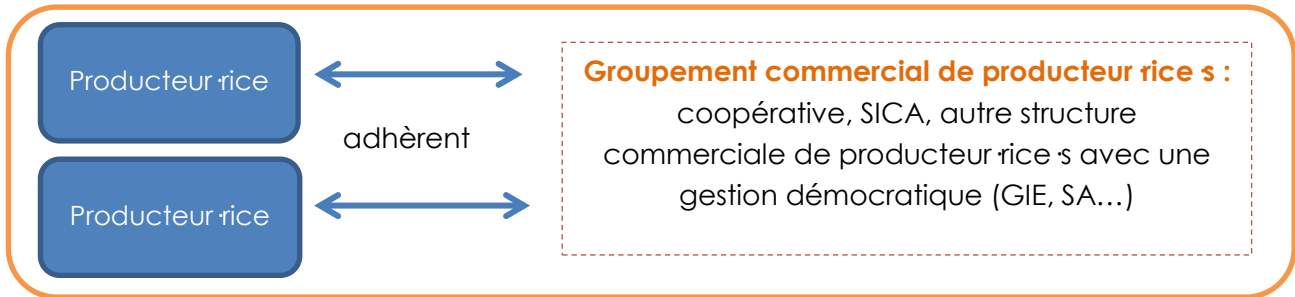 Producteur·rice
adhèrent
Producteur·rice
Groupement commercial de producteur·rice·s :
coopérative, SICA, autre structure
commerciale de producteur·rice·s avec une
gestion démocratique (GIE, SA…)